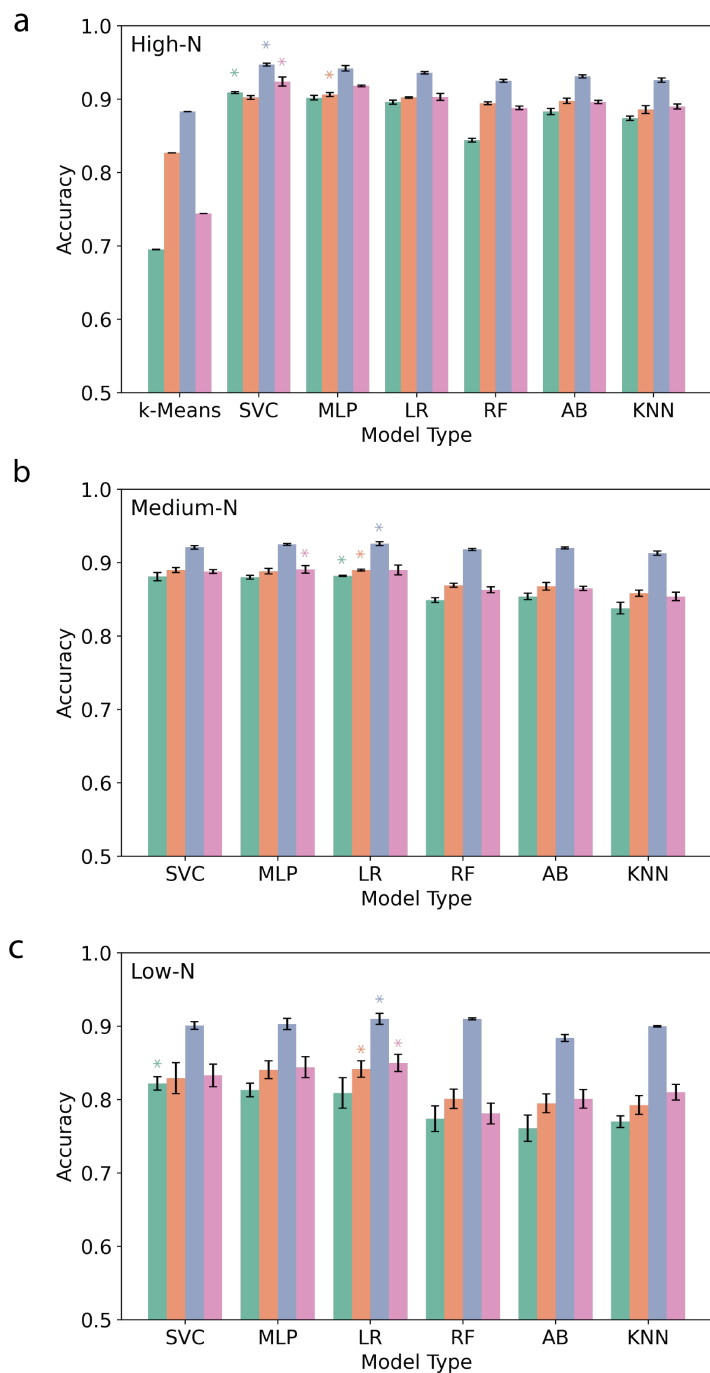 a
High-N
1.0
0.9
0.8
0.7
0.6
0.5
Accuracy
k-Means SVC MLP LR RF AB KNN
Model Type
b
Medium-N
1.0
0.9
0.8
0.7
0.6
0.5
Accuracy
SVC MLP LR RF AB KNN
Model Type
c
Low-N
1.0
0.9
0.8
0.7
0.6
0.5
Accuracy
SVC MLP LR RF AB KNN
Model Type